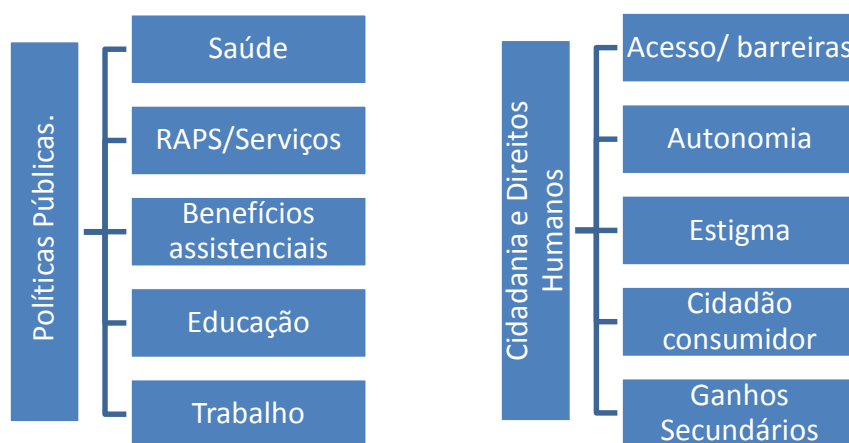 Políticas Públicas.
Saúde
RAPS/Serviços
Benefícios
assistenciais
Educação
Trabalho
Cidadania e Direitos
Humanos
Acesso/ barreiras
Autonomia
Estigma
Cidadão
consumidor
Ganhos
Secundários